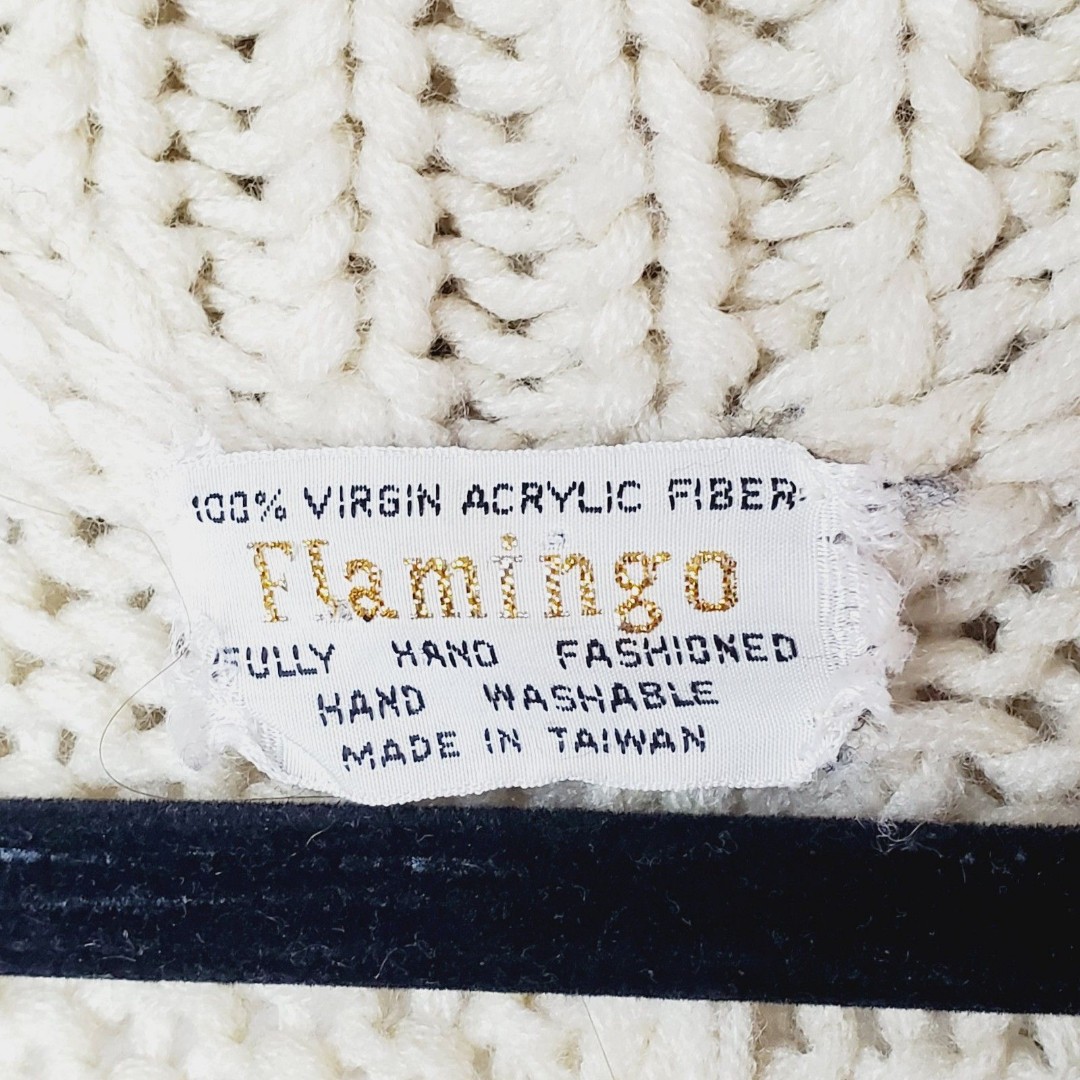 100% VIRGIN ACRYLIC FIBER
Flamingo
FULLY HAND FASHIONED
HAND WASHABLE
MADE IN TAIWAN